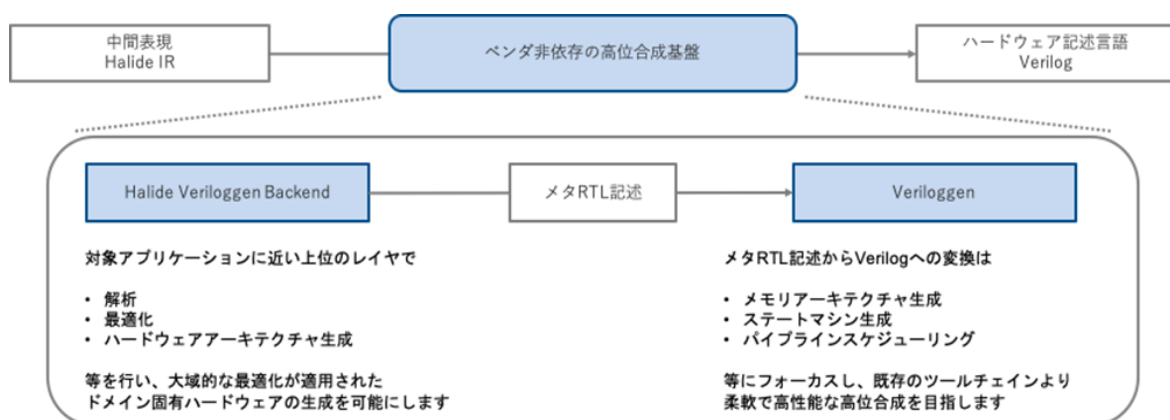 中間表現
Halide IR
ベンダ非依存の高位合成基盤
ハードウェア記述言語
Verilog
Halide Veriloggen Backend
メタRTL記述
Veriloggen
対象アプリケーションに近い上位のレイヤで
• 解析
• 最適化
• ハードウェアアーキテクチャ生成
等を行い、大域的な最適化が適用された
ドメイン固有ハードウェアの生成を可能にします
メタRTL記述からVerilogへの変換は
• メモリアーキテクチャ生成
• ステートマシン生成
• パイプラインスケジューリング
等にフォーカスし、既存のツールチェインより
柔軟で高性能な高位合成を目指します